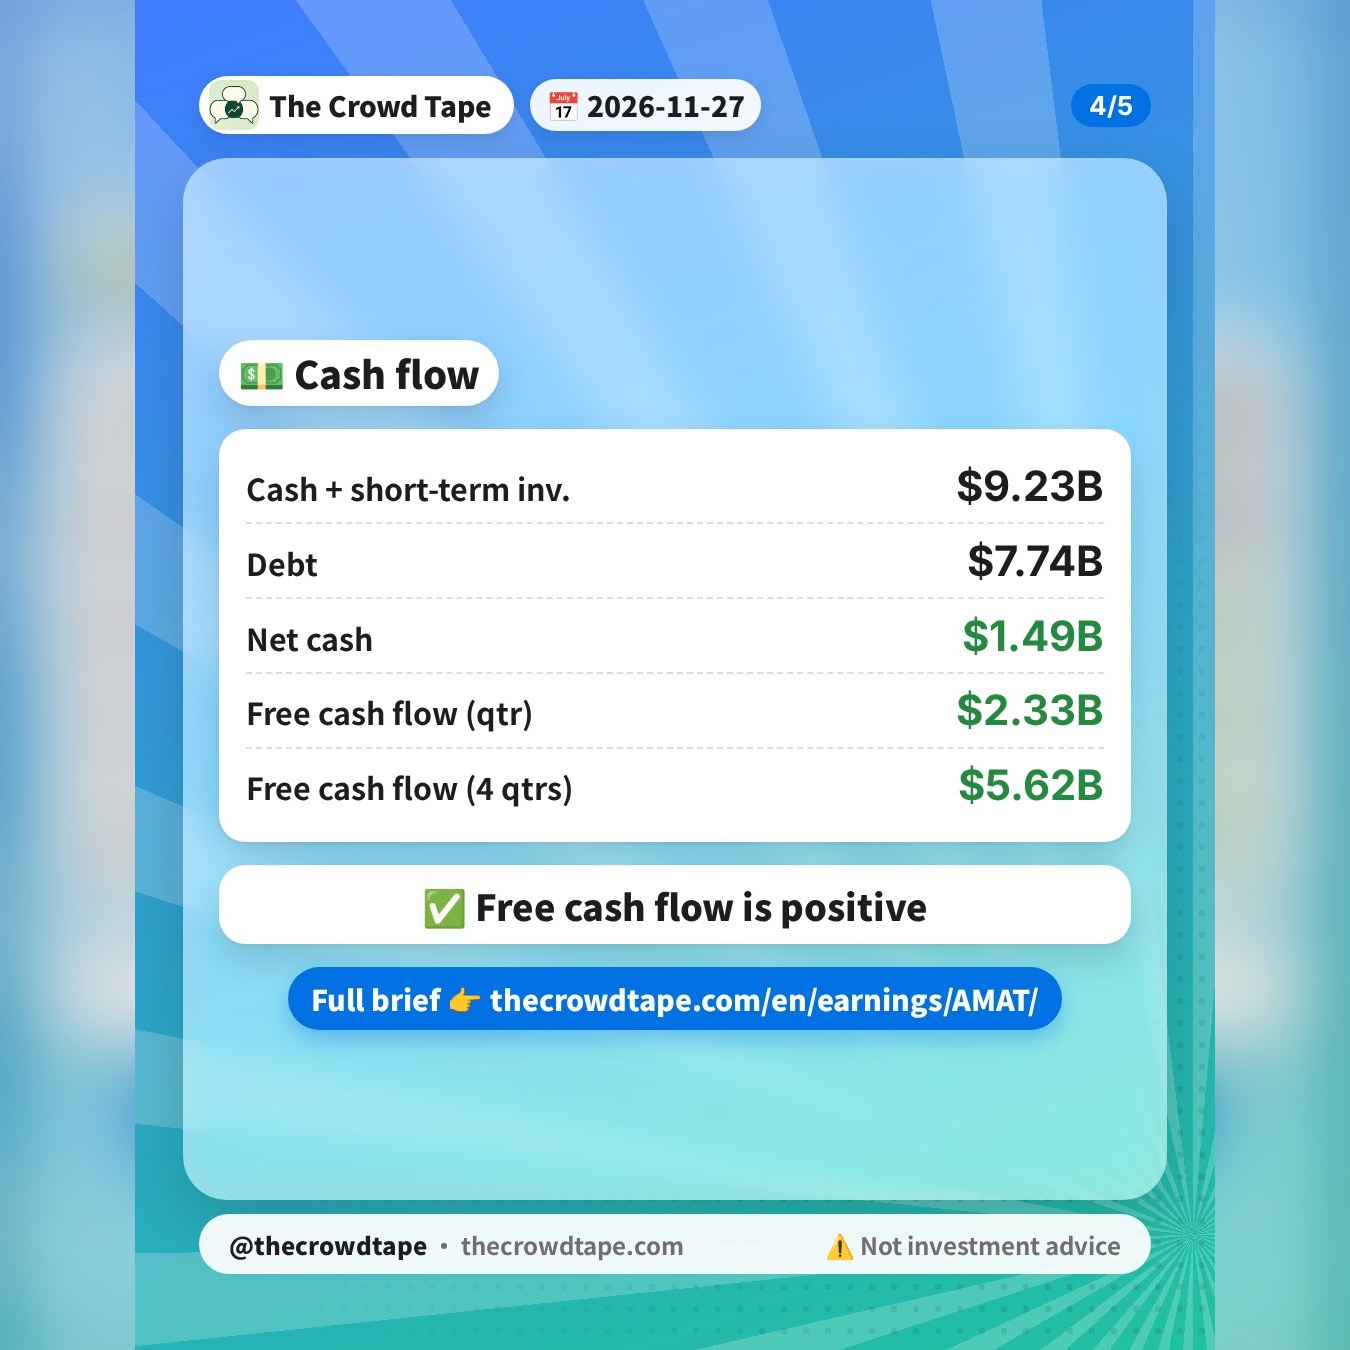 The Crowd Tape
📅 2026-11-27
4/5
💵 Cash flow
Cash + short-term inv. $9.23B
Debt $7.74B
Net cash $1.49B
Free cash flow (qtr) $2.33B
Free cash flow (4 qtrs) $5.62B
✅ Free cash flow is positive
Full brief 👉 thecrowdtape.com/en/earnings/AMAT/
@thecrowdtape • thecrowdtape.com ⚠️ Not investment advice